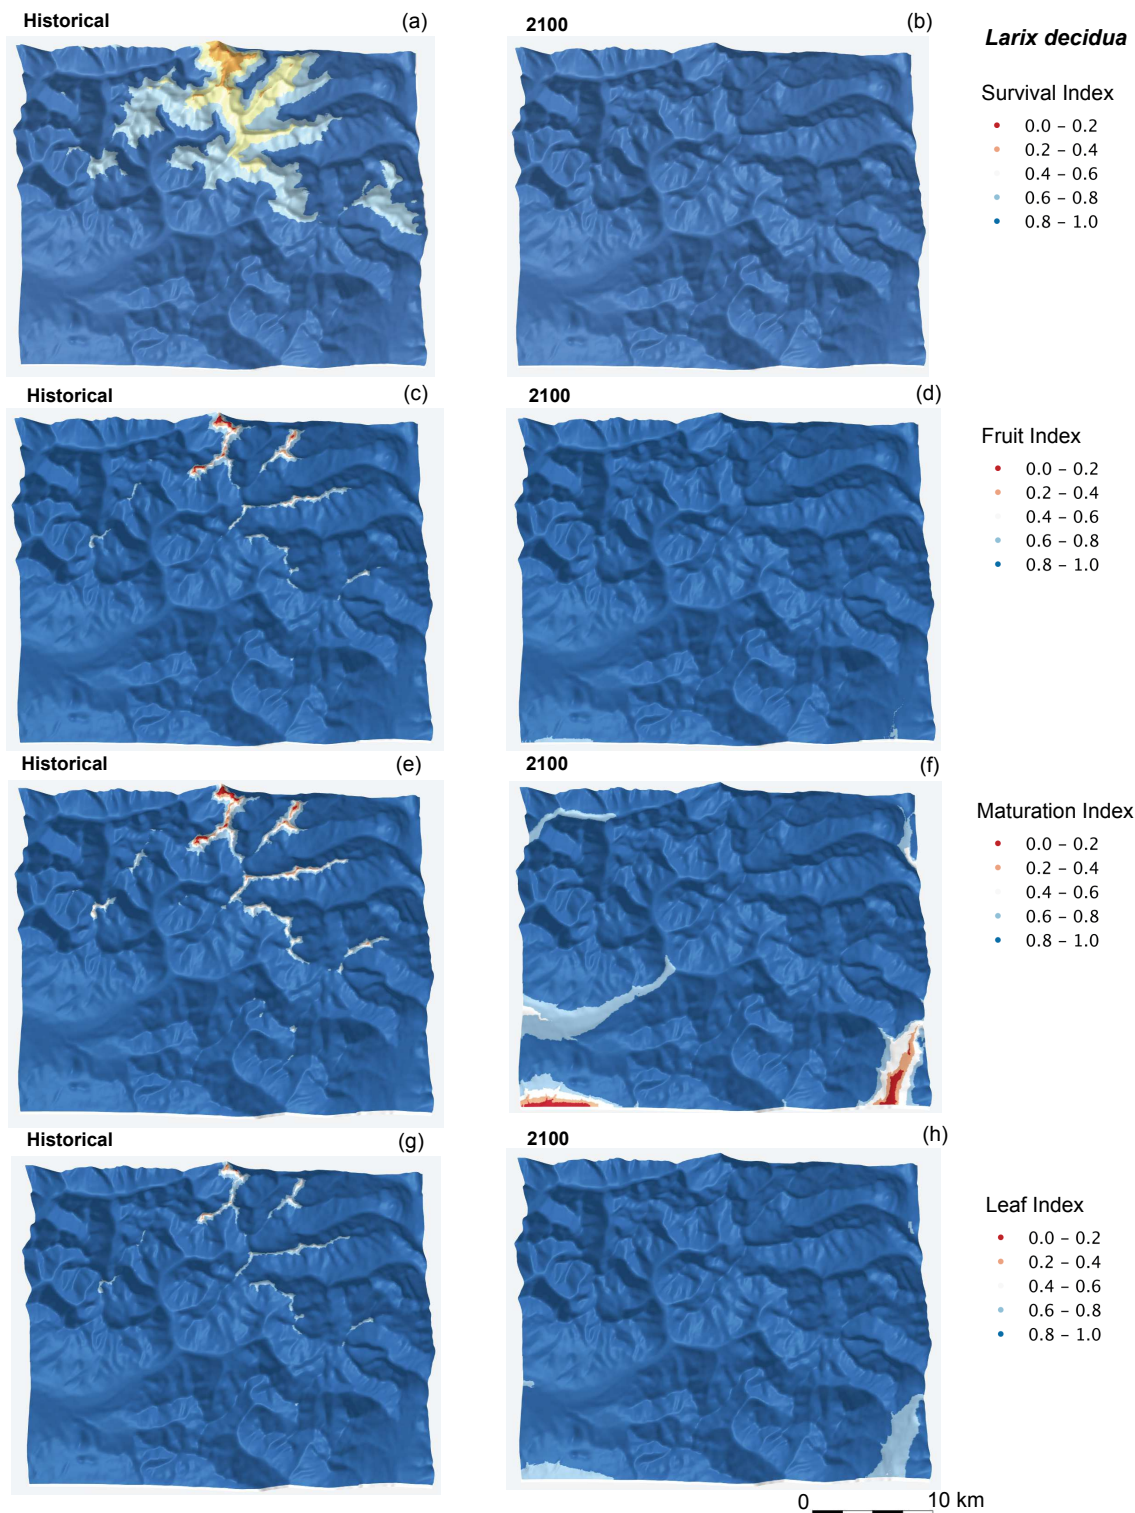 Historical (a)
2100 (b)
Larix decidua
Survival Index
0.0 – 0.2
0.2 – 0.4
0.4 – 0.6
0.6 – 0.8
0.8 – 1.0
Historical (c)
2100 (d)
Fruit Index
0.0 – 0.2
0.2 – 0.4
0.4 – 0.6
0.6 – 0.8
0.8 – 1.0
Historical (e)
2100 (f)
Maturation Index
0.0 – 0.2
0.2 – 0.4
0.4 – 0.6
0.6 – 0.8
0.8 – 1.0
Historical (g)
2100 (h)
Leaf Index
0.0 – 0.2
0.2 – 0.4
0.4 – 0.6
0.6 – 0.8
0.8 – 1.0
0 10 km